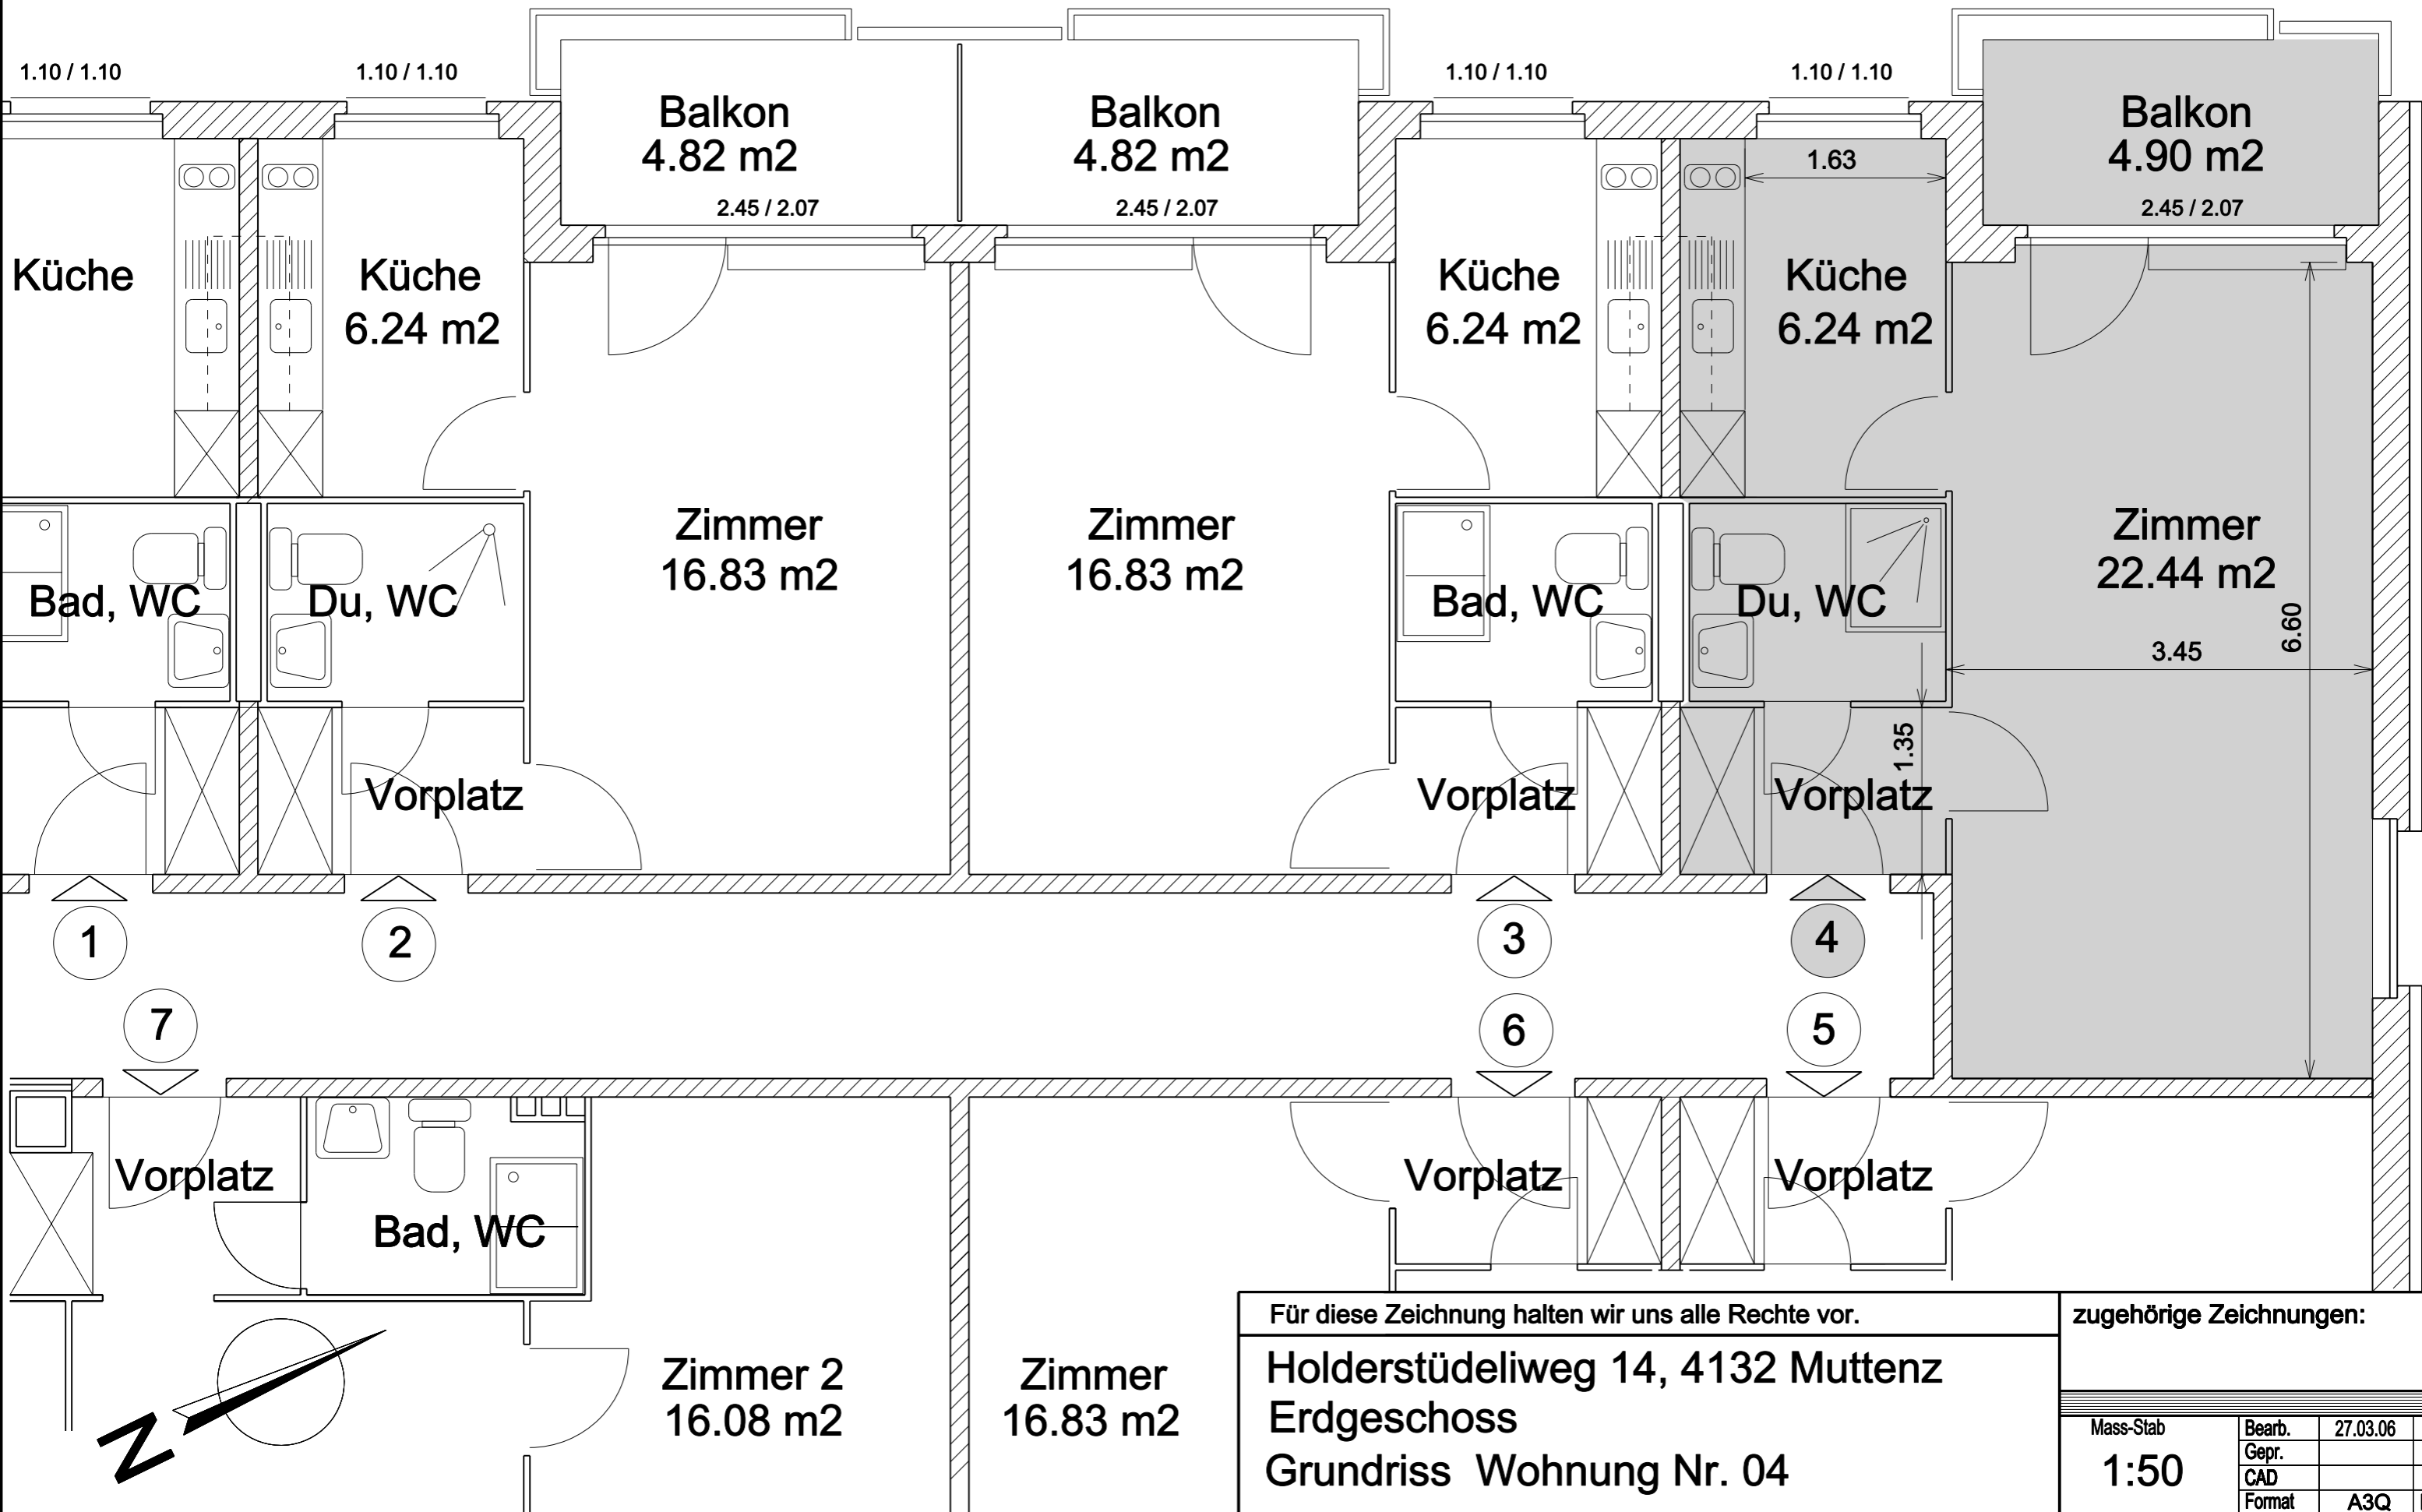 1.10 / 1.10
1.10 / 1.10
1.10 / 1.10
1.10 / 1.10
Balkon
4.82 m2
2.45 / 2.07
Balkon
4.82 m2
2.45 / 2.07
Balkon
4.90 m2
2.45 / 2.07
1.63
Küche
Küche
6.24 m2
Küche
6.24 m2
Küche
6.24 m2
Zimmer
16.83 m2
Zimmer
16.83 m2
Zimmer
22.44 m2
Bad, WC
Du, WC
Bad, WC
Du, WC
6.60
3.45
1.35
Vorplatz
Vorplatz
Vorplatz
1
2
3
4
7
6
5
Vorplatz
Vorplatz
Vorplatz
Bad, WC
N
Zimmer 2
16.08 m2
Zimmer
16.83 m2
Für diese Zeichnung halten wir uns alle Rechte vor.
Holderstüdeliweg 14, 4132 Muttenz
Erdgeschoss
Grundriss Wohnung Nr. 04
zugehörige Zeichnungen:
Mass-Stab
1:50
Bearb. 27.03.06
Gepr.
CAD
Format A3Q